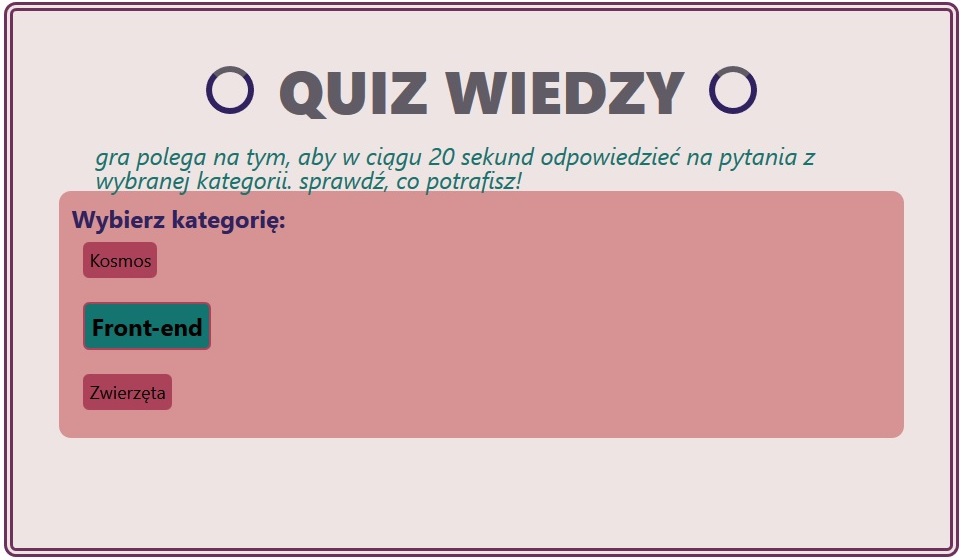 QUIZ WIEDZY
gra polega na tym, aby w ciągu 20 sekund odpowiedzieć na pytania z
wybranej kategorii. sprawdź, co potrafisz!
Wybierz kategorię:
Kosmos
Front-end
Zwierzęta